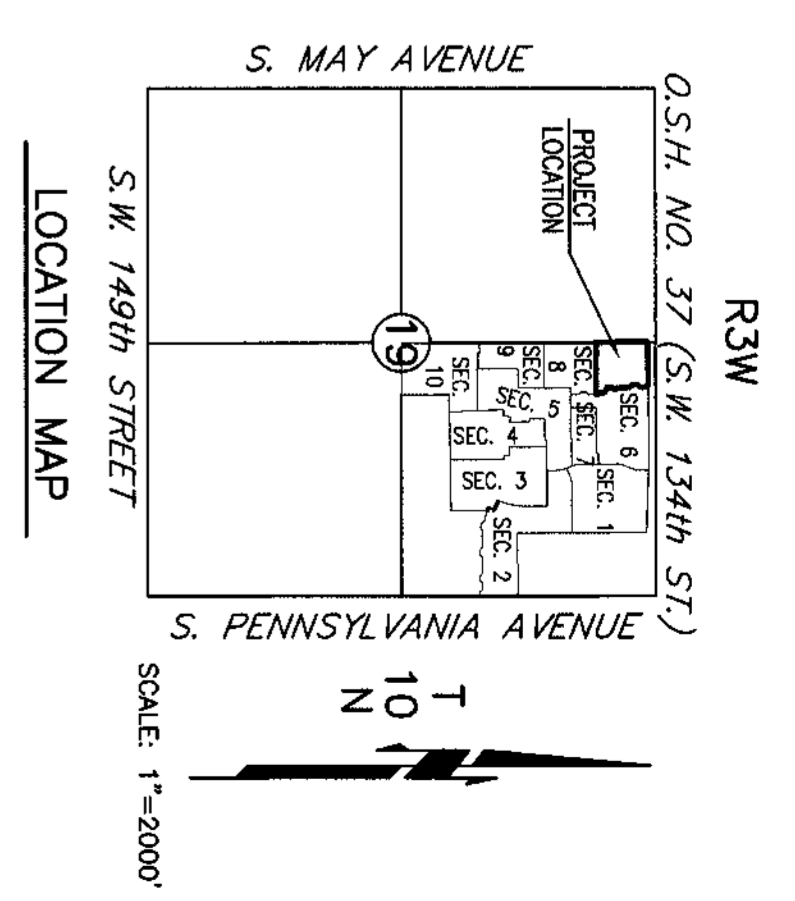 R3W
O.S.H. NO. 37 (S.W. 134th ST.)
S. MAY AVENUE
PROJECT
LOCATION
SEC. 6
SEC. 1
SEC. 7
SEC.
8
SEC. 5
SEC.
9
SEC. 4
SEC. 3
SEC. 2
SEC.
10
19
S. PENNSYLVANIA AVENUE
T
10
N
S.W. 149th STREET
LOCATION MAP
SCALE: 1"=2000'